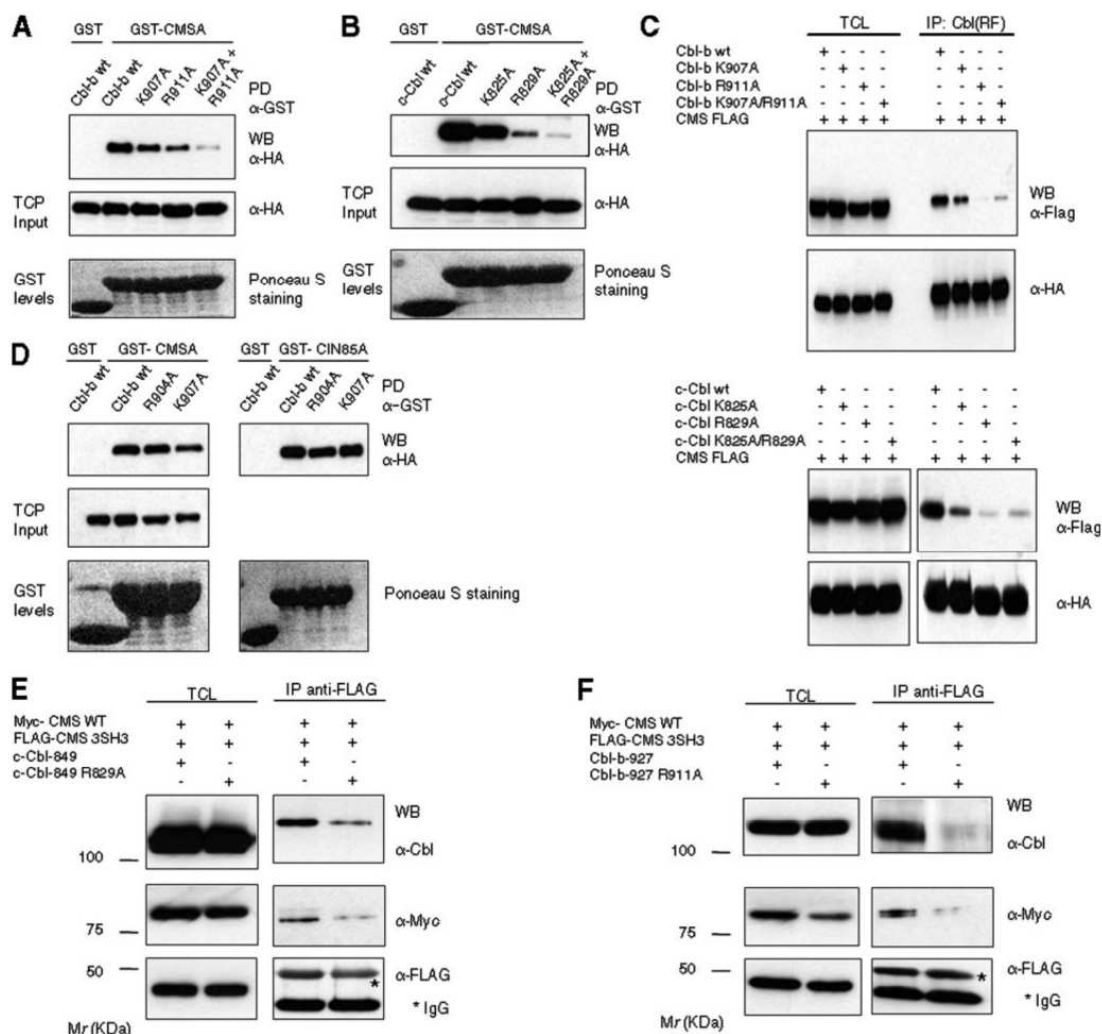 A
GST GST-CMSA
Cbl-b wt Cbl-b wt K907A R911A K907A + R911A
PD
α-GST
WB
α-HA
TCP
Input
α-HA
GST
levels
Ponceau S
staining
B
GST GST-CMSA
c-Cbl wt c-Cbl wt K825A R829A K825A + R829A
PD
α-GST
WB
α-HA
TCP
Input
α-HA
GST
levels
Ponceau S
staining
C
TCL IP: Cbl(RF)
Cbl-b wt + - - - + - - -
Cbl-b K907A - + - - - + - -
Cbl-b R911A - - + - - - + -
Cbl-b K907A/R911A - - - + - - - +
CMS FLAG + + + + + + + +
WB
α-Flag
α-HA
c-Cbl wt + - - - + - - -
c-Cbl K825A - + - - - + - -
c-Cbl R829A - - + - - - + -
c-Cbl K825A/R829A - - - + - - - +
CMS FLAG + + + + + + + +
WB
α-Flag
α-HA
D
GST GST- CMSA GST GST- CIN85A
Cbl-b wt Cbl-b wt R904A K907A Cbl-b wt Cbl-b wt R904A K907A
PD
α-GST
WB
α-HA
TCP
Input
GST
levels
Ponceau S staining
E
TCL IP anti-FLAG
Myc- CMS WT + + + +
FLAG-CMS 3SH3 + + + +
c-Cbl-849 + - + -
c-Cbl-849 R829A - + - +
WB
100
α-Cbl
75
α-Myc
50
α-FLAG
*
* IgG
Mr (KDa)
F
TCL IP anti-FLAG
Myc- CMS WT + + + +
FLAG-CMS 3SH3 + + + +
Cbl-b-927 + - + -
Cbl-b-927 R911A - + - +
WB
100
α-Cbl
75
α-Myc
50
α-FLAG
*
* IgG
Mr (KDa)